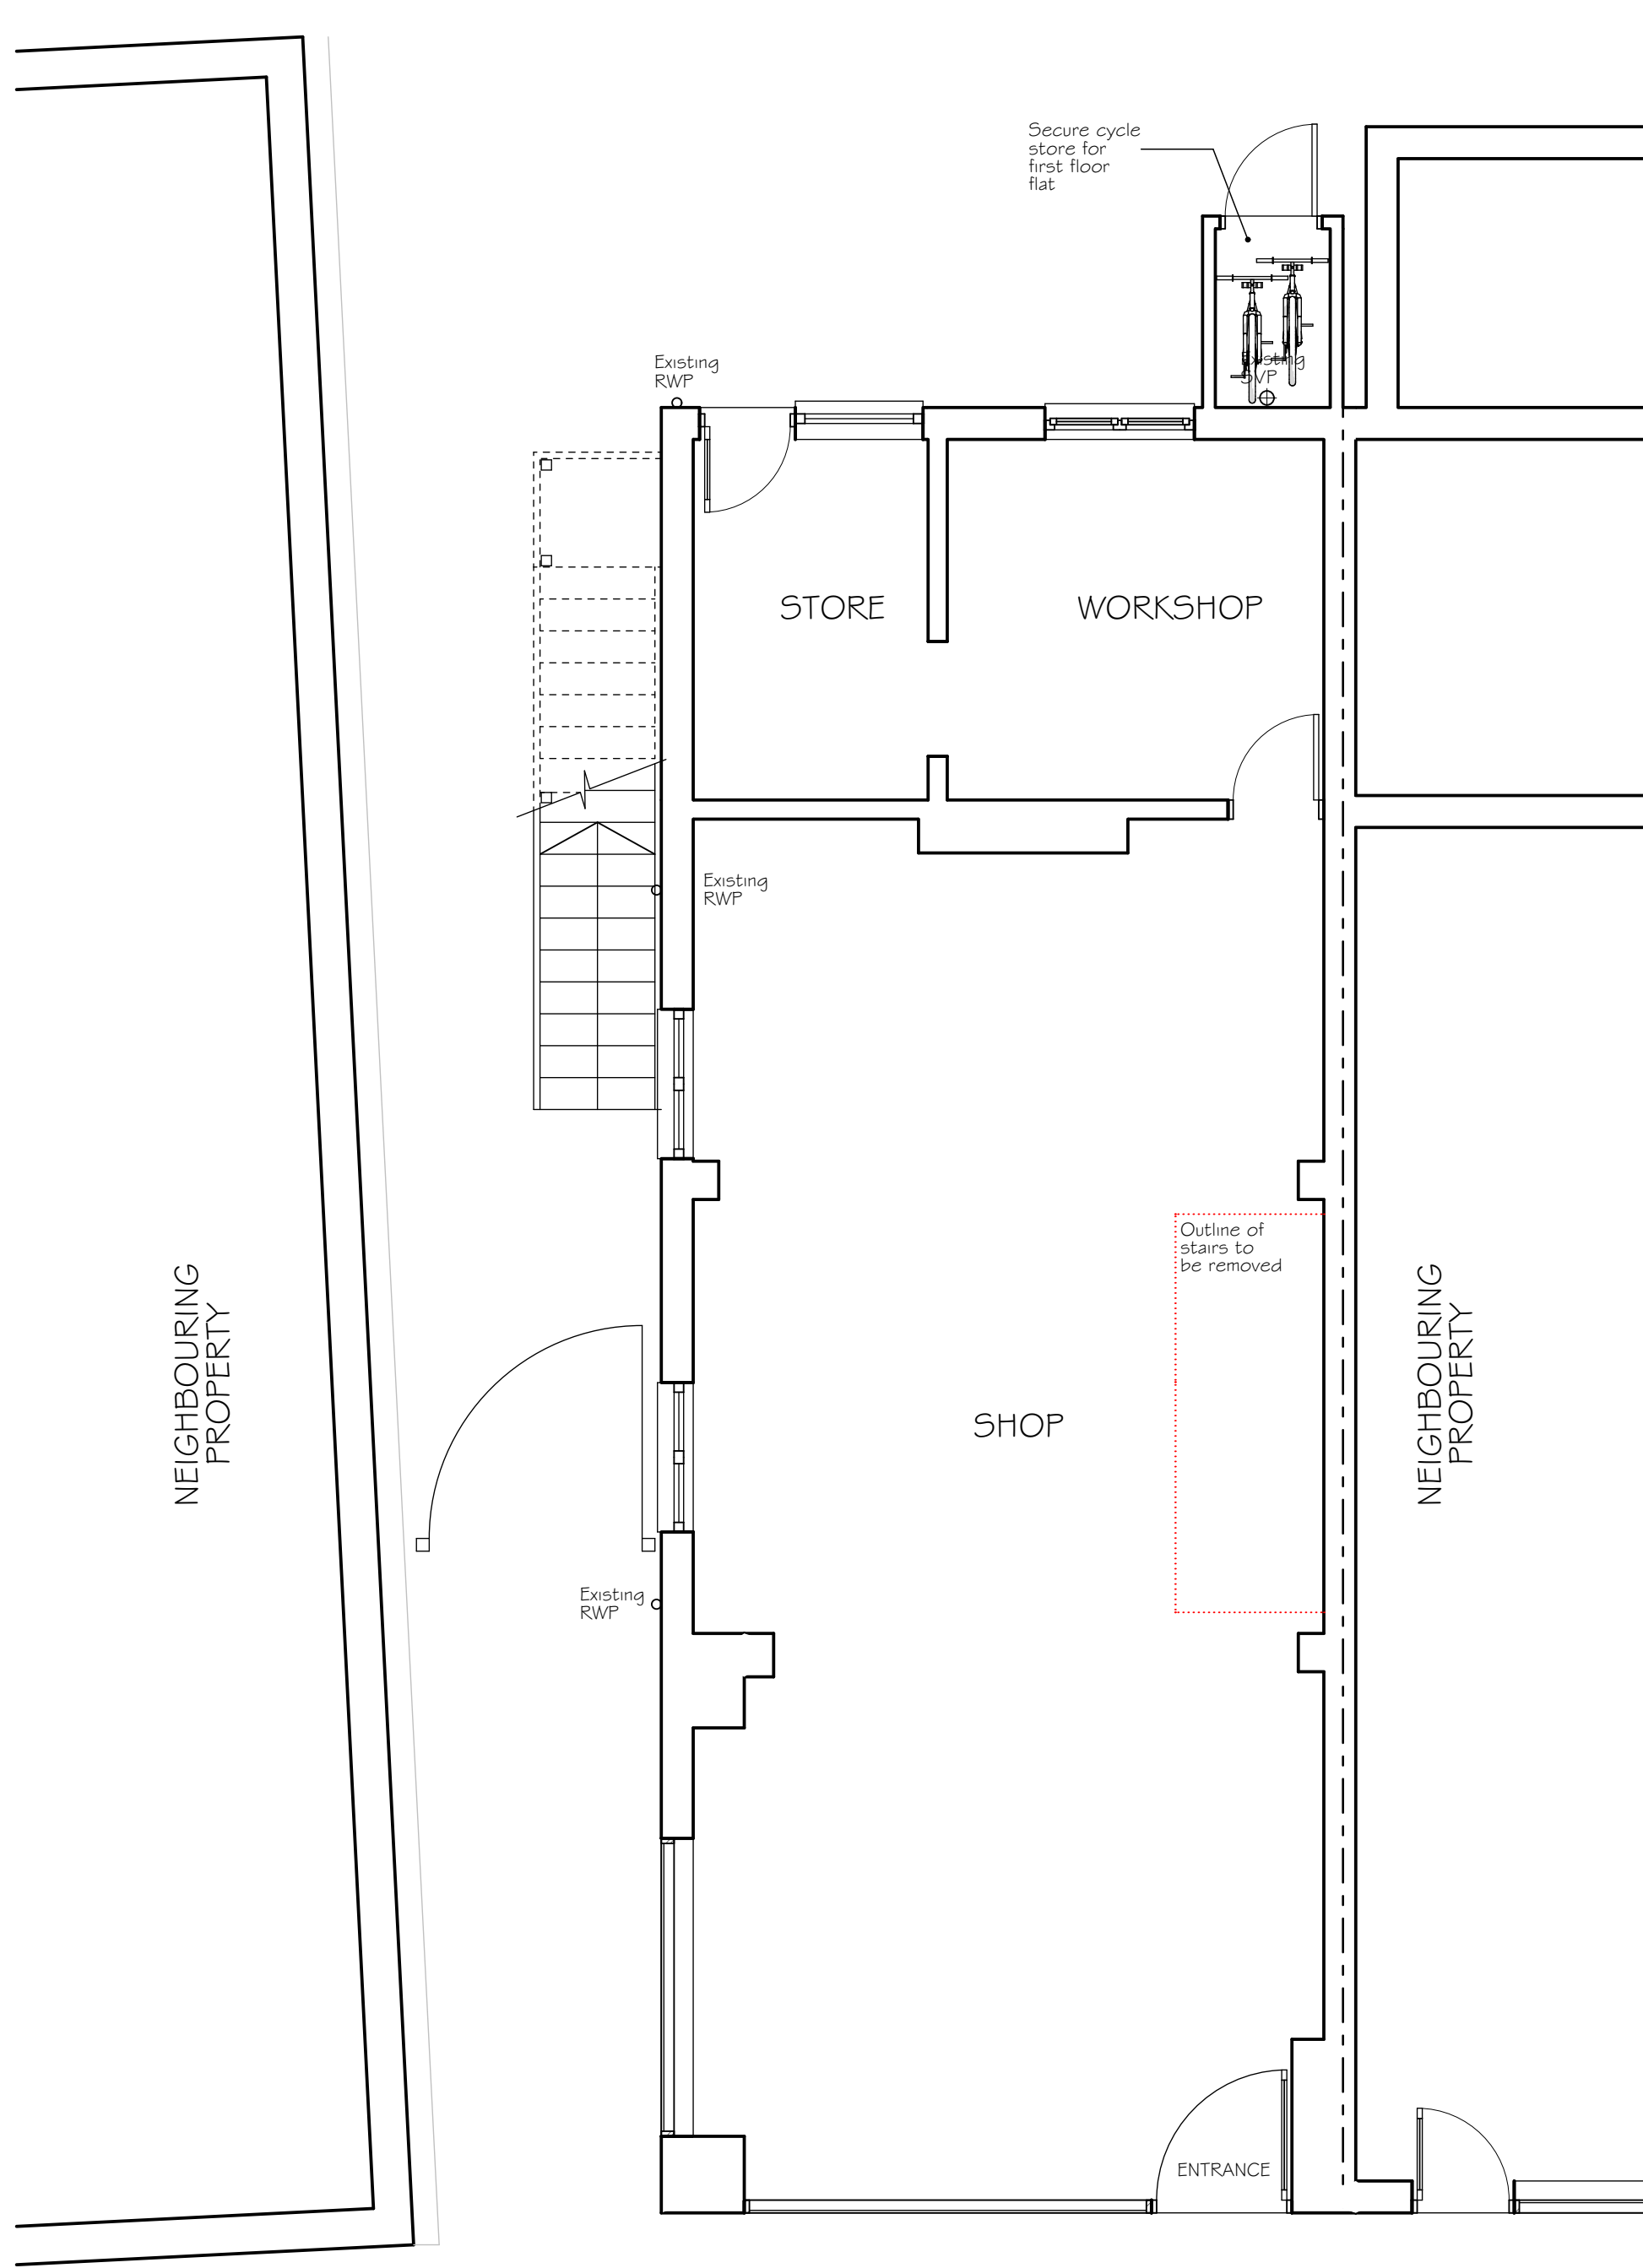 Secure cycle
store for
first floor
flat
Existing
RWP
Existing
SVP
STORE
WORKSHOP
Existing
RWP
Outline of
stairs to
be removed
NEIGHBOURING
PROPERTY
NEIGHBOURING
PROPERTY
SHOP
Existing
RWP
ENTRANCE